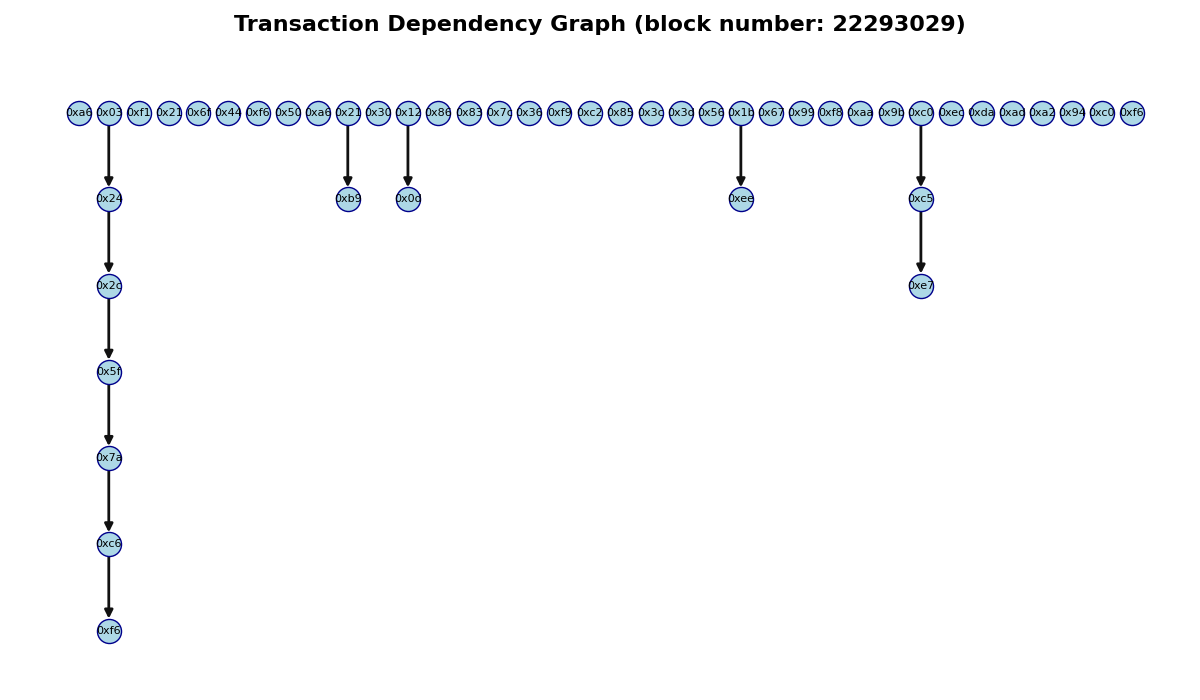 Transaction Dependency Graph (block number: 22293029)
0xa6 0x03 0xf1 0x21 0x6f 0x44 0xf6 0x50 0xa6 0x21 0x30 0x12 0x86 0x83 0x7c 0x36 0xf9 0xc2 0x85 0x3c 0x3d 0x56 0x1b 0x67 0x99 0xf8 0xaa 0x9b 0xc0 0xec 0xda 0xad 0xa2 0x94 0xc0 0xf6
0x24 0xb9 0x0d 0xee 0xc5
0x2c 0xe7
0x5f
0x7a
0xc6
0xf6